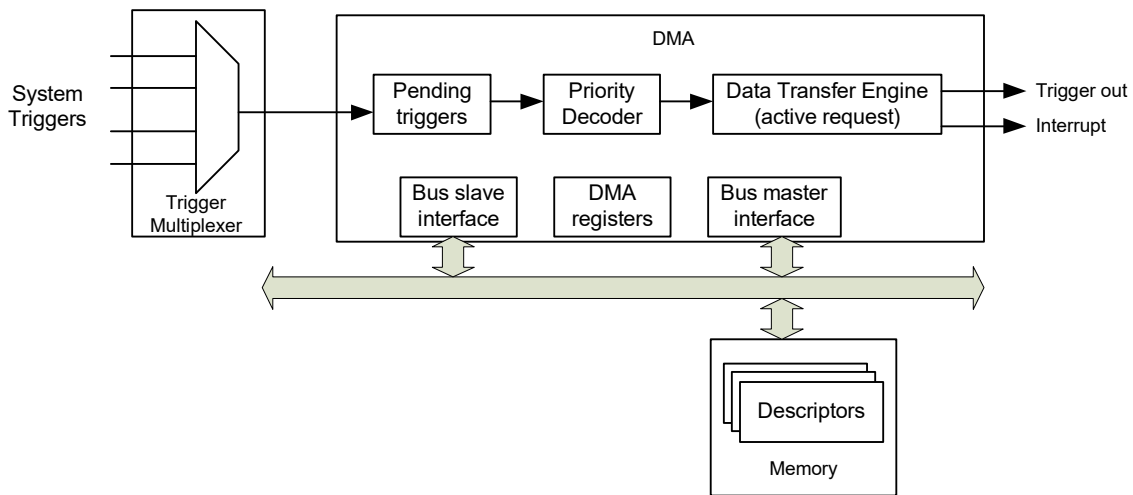 DMA
System
Triggers
Trigger
Multiplexer
Pending
triggers
Priority
Decoder
Data Transfer Engine
(active request)
Trigger out
Interrupt
Bus slave
interface
DMA
registers
Bus master
interface
Descriptors
Memory